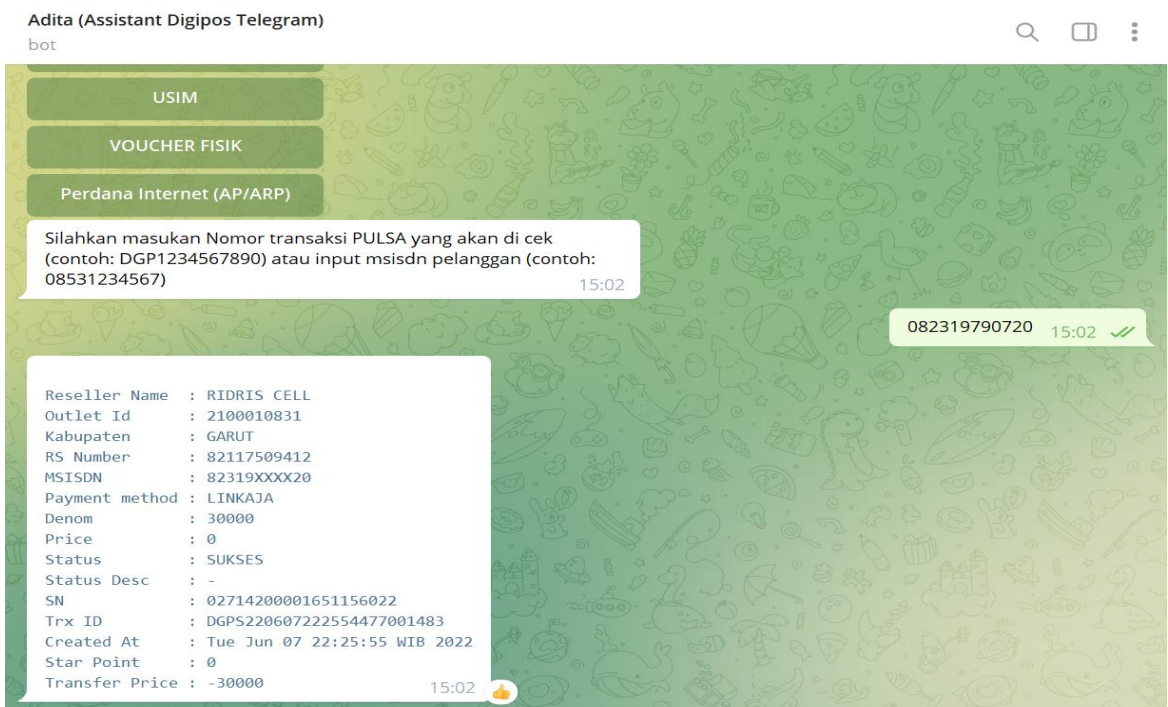 Adita (Assistant Digipos Telegram)
bot
USIM
VOUCHER FISIK
Perdana Internet (AP/ARP)
Silahkan masukan Nomor transaksi PULSA yang akan di cek
(contoh: DGP1234567890) atau input msisdn pelanggan (contoh:
08531234567)
15:02
082319790720 15:02
Reseller Name : RIDRIS CELL
Outlet Id : 2100010831
Kabupaten : GARUT
RS Number : 82117509412
MSISDN : 82319XXXX20
Payment method : LINKAJA
Denom : 30000
Price : 0
Status : SUKSES
Status Desc : -
SN : 02714200001651156022
Trx ID : DGPS220607222554477001483
Created At : Tue Jun 07 22:25:55 WIB 2022
Star Point : 0
Transfer Price : -30000
15:02